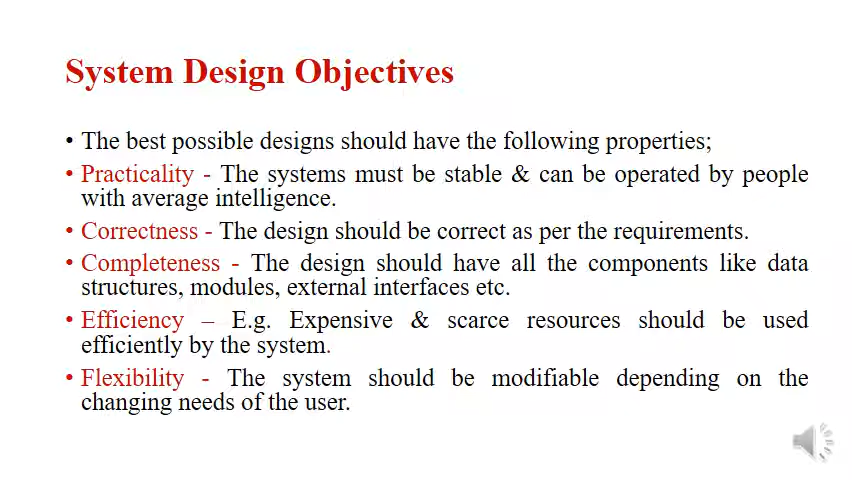 System Design Objectives
• The best possible designs should have the following properties;
• Practicality - The systems must be stable & can be operated by people
with average intelligence.
• Correctness - The design should be correct as per the requirements.
• Completeness - The design should have all the components like data
structures, modules, external interfaces etc.
• Efficiency – E.g. Expensive & scarce resources should be used
efficiently by the system.
• Flexibility - The system should be modifiable depending on the
changing needs of the user.